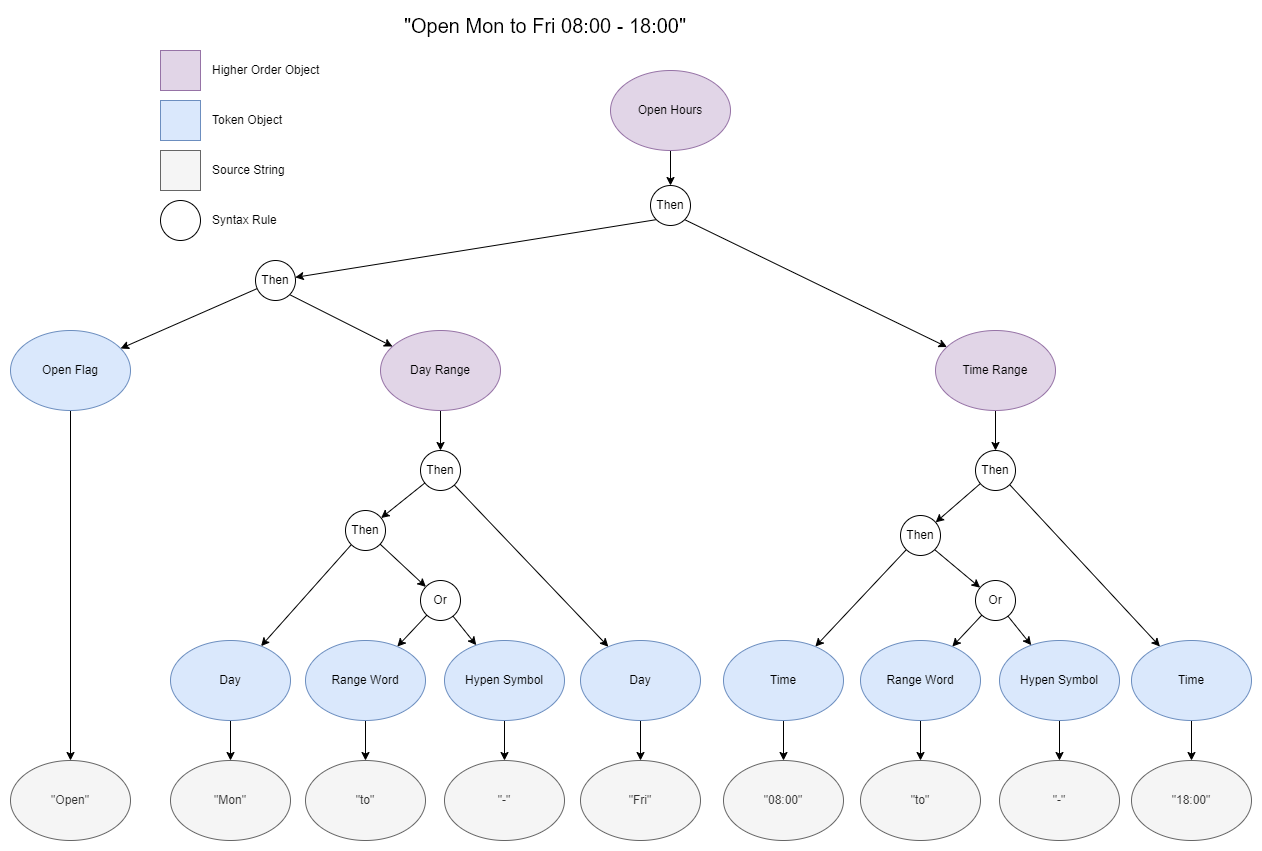 "Open Mon to Fri 08:00 - 18:00"
Higher Order Object
Token Object
Source String
Syntax Rule
Open Hours
Then
Then
Open Flag
Day Range
Time Range
Then
Then
Then
Then
Or
Or
Day
Range Word
Hypen Symbol
Day
Time
Range Word
Hypen Symbol
Time
"Open"
"Mon"
"to"
"-"
"Fri"
"08:00"
"to"
"-"
"18:00"